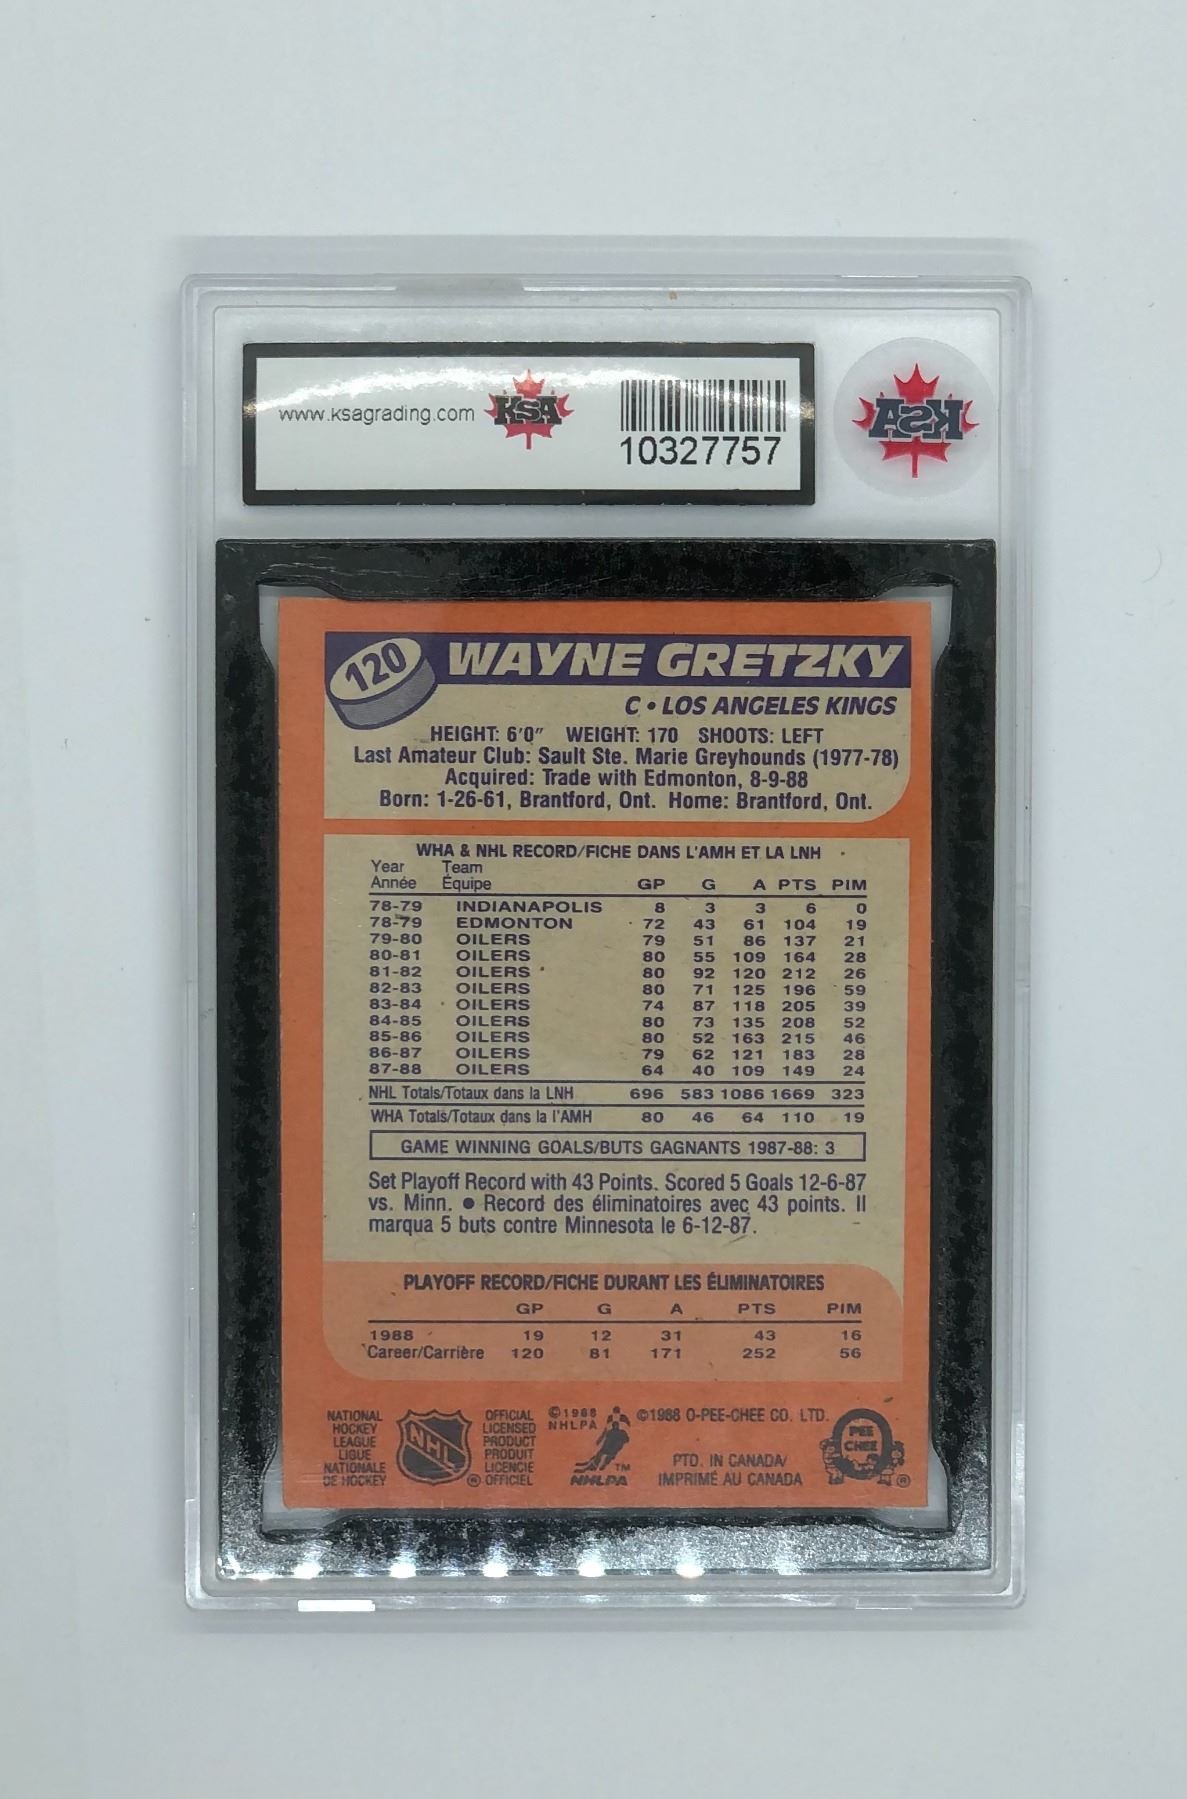 www.ksagrading.com KSA
10327757
KSA
120 WAYNE GRETZKY
C • LOS ANGELES KINGS
HEIGHT: 6'0" WEIGHT: 170 SHOOTS: LEFT
Last Amateur Club: Sault Ste. Marie Greyhounds (1977-78)
Acquired: Trade with Edmonton, 8-9-88
Born: 1-26-61, Brantford, Ont. Home: Brantford, Ont.
WHA & NHL RECORD/FICHE DANS L'AMH ET LA LNH
Year Team
Année Équipe GP G A PTS PIM
78-79 INDIANAPOLIS 8 3 3 6 0
78-79 EDMONTON 72 43 61 104 19
79-80 OILERS 79 51 86 137 21
80-81 OILERS 80 55 109 164 28
81-82 OILERS 80 92 120 212 26
82-83 OILERS 80 71 125 196 59
83-84 OILERS 74 87 118 205 39
84-85 OILERS 80 73 135 208 52
85-86 OILERS 80 52 163 215 46
86-87 OILERS 79 62 121 183 28
87-88 OILERS 64 40 109 149 24
NHL Totals/Totaux dans la LNH 696 583 1086 1669 323
WHA Totals/Totaux dans la l'AMH 80 46 64 110 19
GAME WINNING GOALS/BUTS GAGNANTS 1987-88: 3
Set Playoff Record with 43 Points. Scored 5 Goals 12-6-87
vs. Minn. • Record des éliminatoires avec 43 points. Il
marqua 5 buts contre Minnesota le 6-12-87.
PLAYOFF RECORD/FICHE DURANT LES ÉLIMINATOIRES
GP G A PTS PIM
1988 19 12 31 43 16
Career/Carrière 120 81 171 252 56
NATIONAL
HOCKEY
LEAGUE
LIGUE
NATIONALE
DE HOCKEY
NHL
®
OFFICIAL
LICENSED
PRODUCT
PRODUIT
LICENCIE
OFFICIEL
©1988
NHLPA
TM
NHLPA
©1988 O-PEE-CHEE CO. LTD.
PTD. IN CANADA/
IMPRIMÉ AU CANADA
O
PEE
CHEE
®